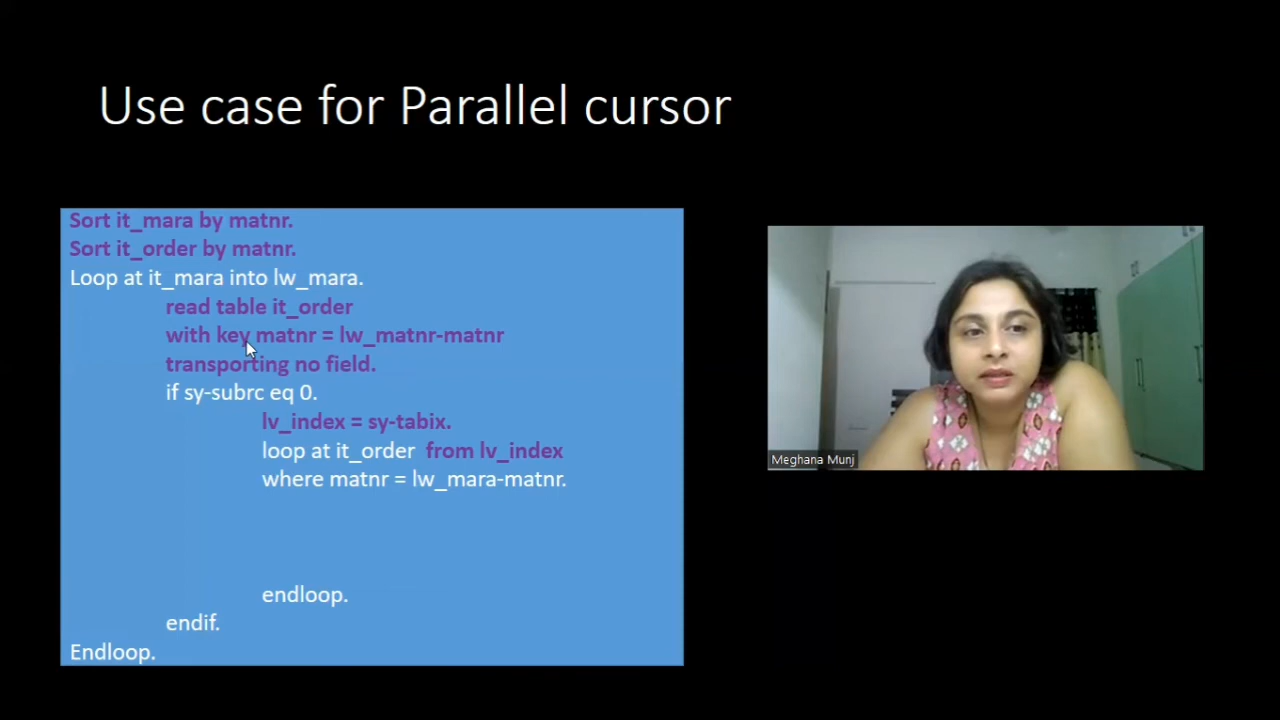 Use case for Parallel cursor
Sort it_mara by matnr.
Sort it_order by matnr.
Loop at it_mara into lw_mara.
read table it_order
with key matnr = lw_matnr-matnr
transporting no field.
if sy-subrc eq 0.
lv_index = sy-tabix.
loop at it_order from lv_index
where matnr = lw_mara-matnr.
endloop.
endif.
Endloop.
Meghana Munj